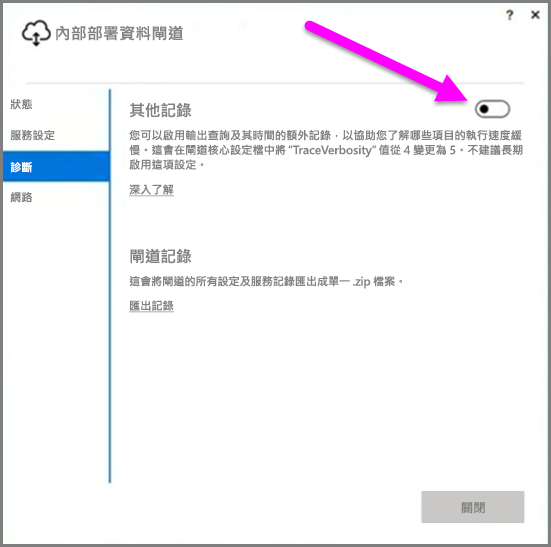 ? ×
內部部署資料閘道
狀態
服務設定
診斷
網路
其他記錄
您可以啟用輸出查詢及其時間的額外記錄，以協助您了解哪些項目的執行速度緩
慢。這會在閘道核心設定檔中將 "TraceVerbosity" 值從 4 變更為 5。不建議長期
啟用這項設定。
深入了解
閘道記錄
這會將閘道的所有設定及服務記錄匯出成單一 .zip 檔案。
匯出記錄
關閉